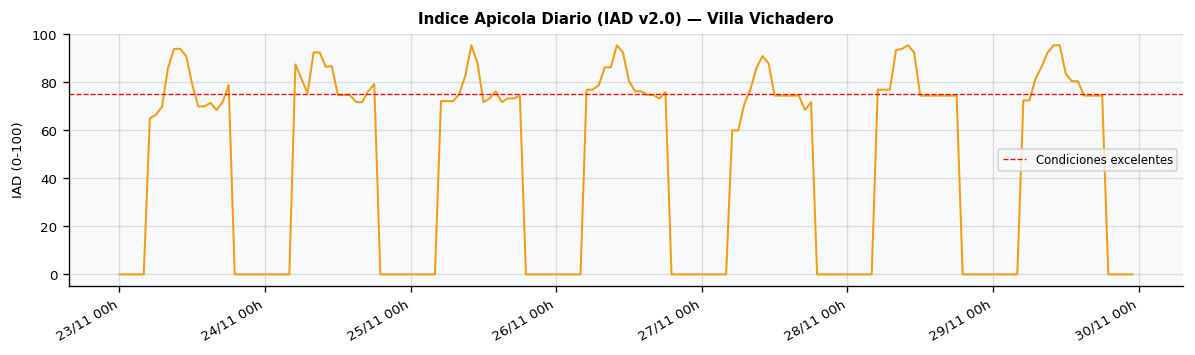 Indice Apicola Diario (IAD v2.0) — Villa Vichadero
IAD (0-100)
100
80
60
40
20
0
Condiciones excelentes
23/11 00h
24/11 00h
25/11 00h
26/11 00h
27/11 00h
28/11 00h
29/11 00h
30/11 00h